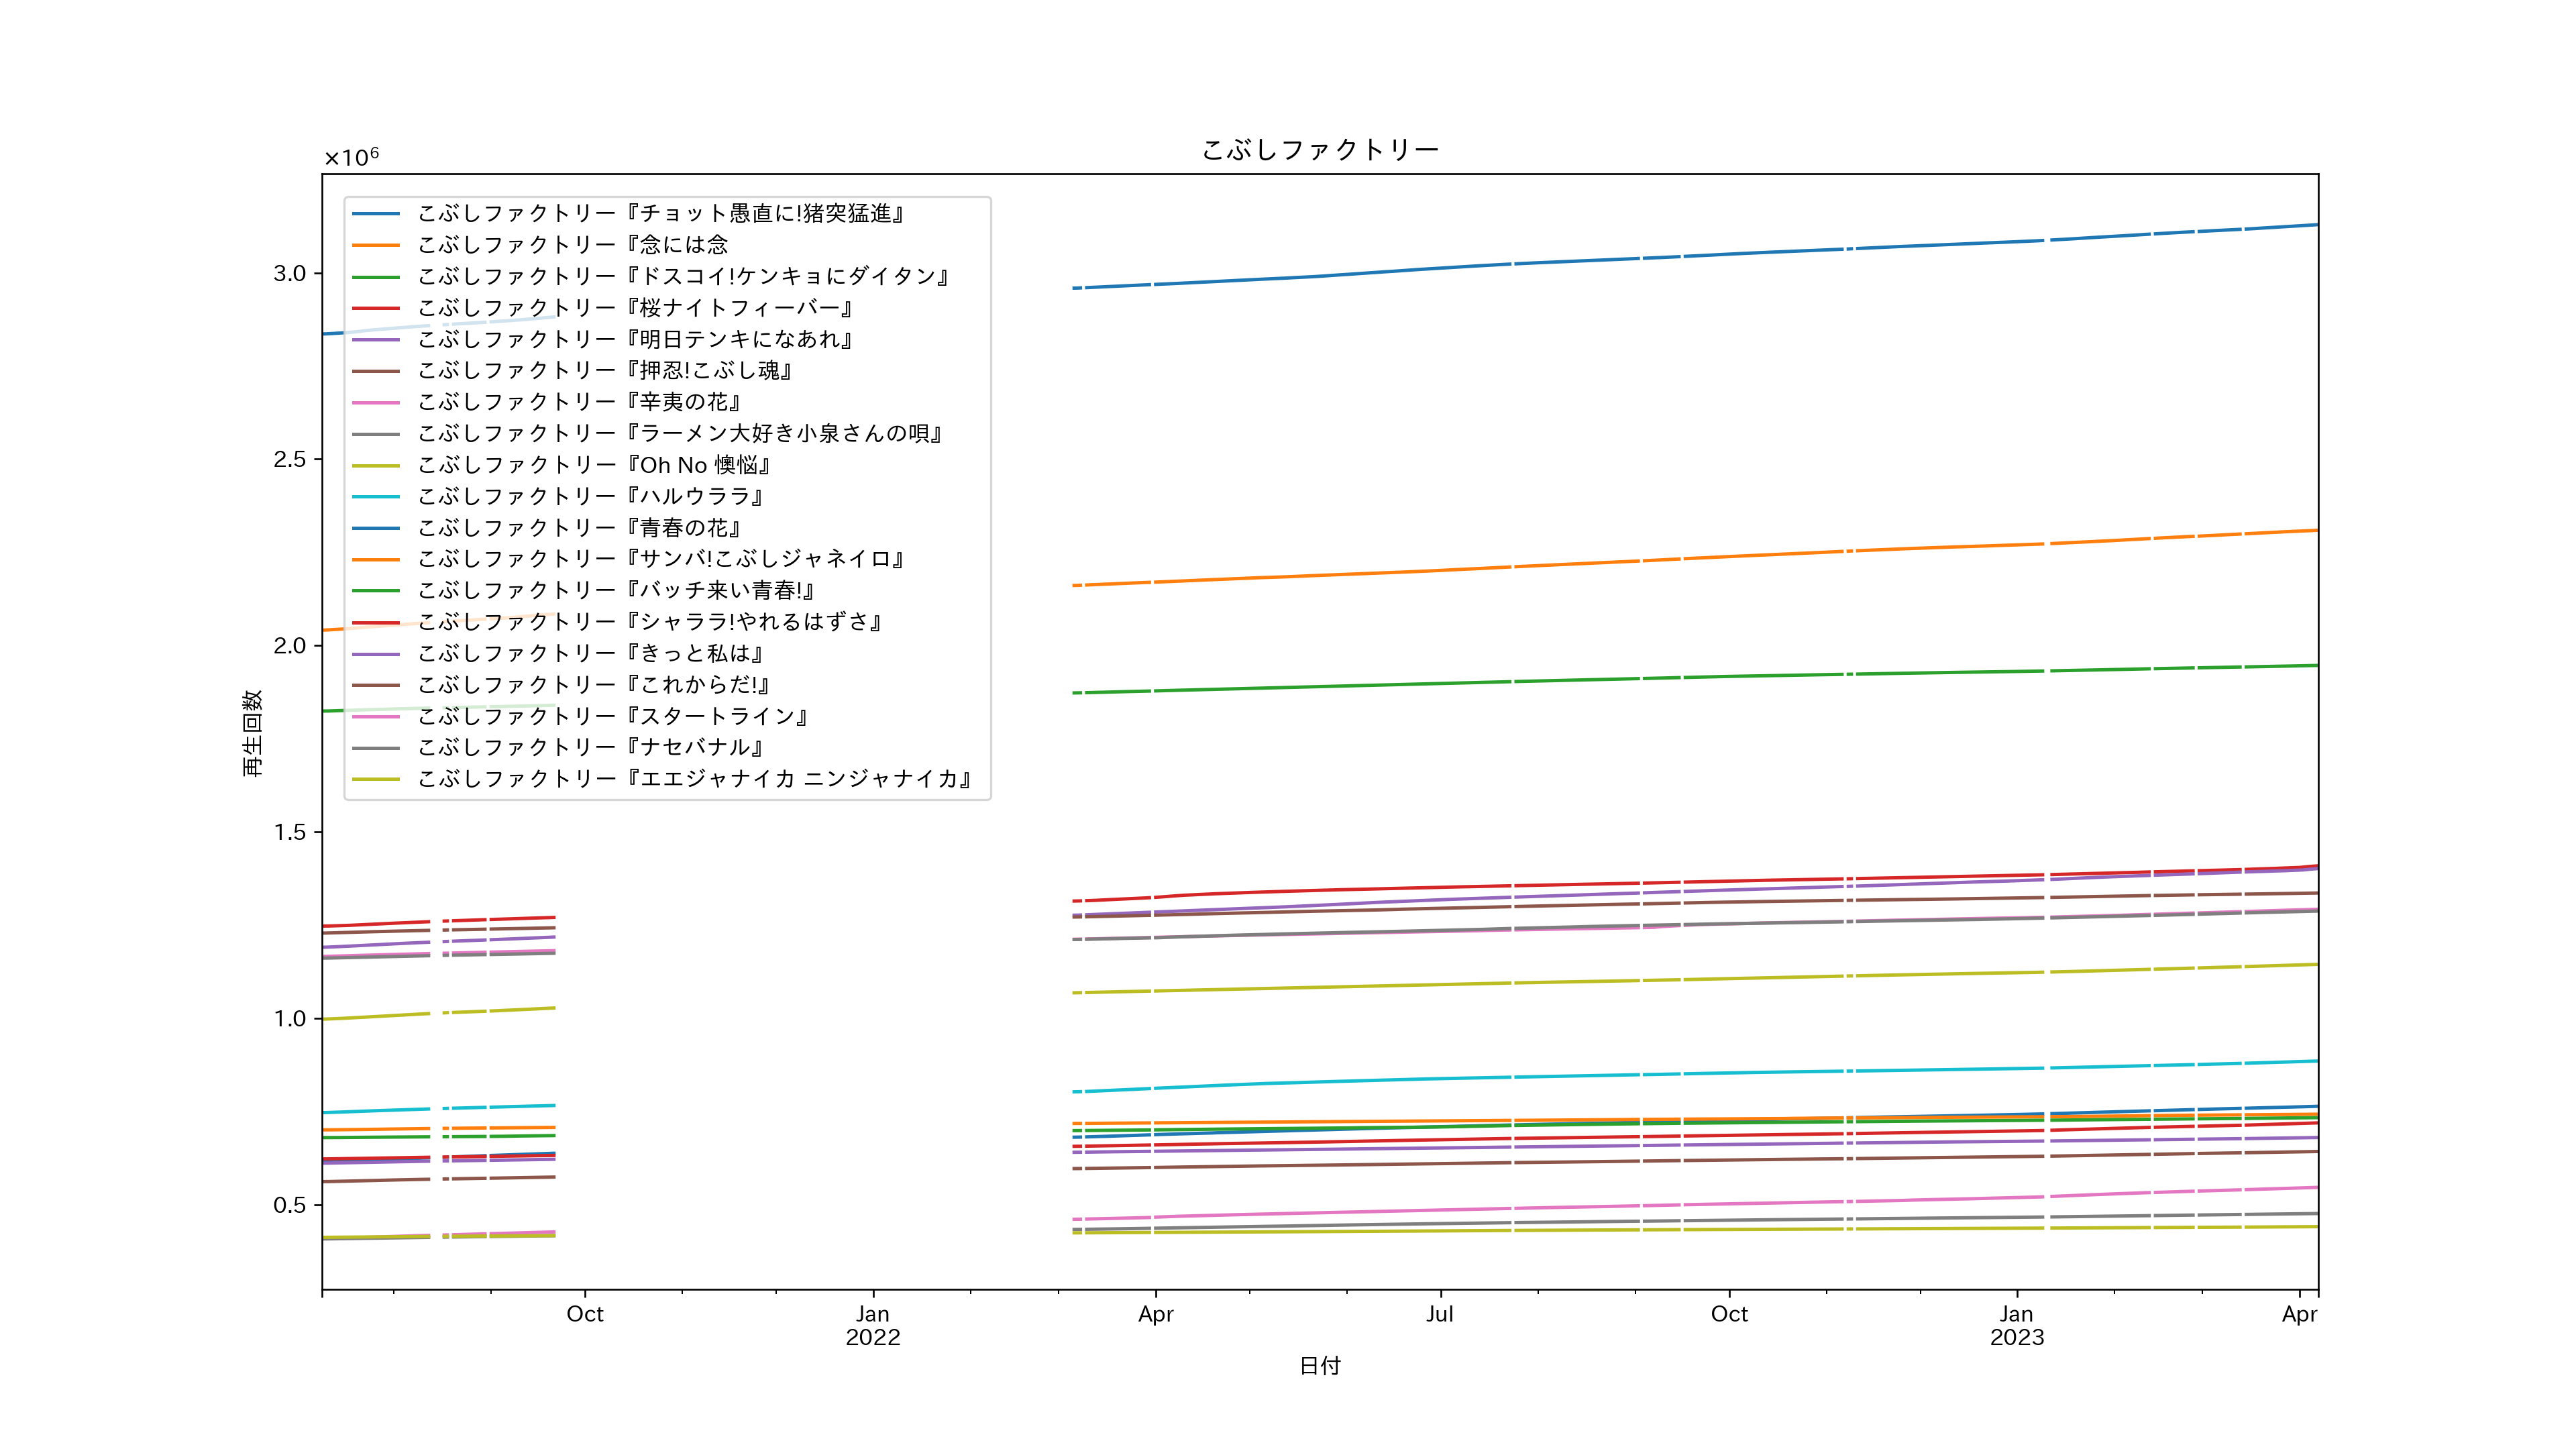 こぶしファクトリー
×10⁶
こぶしファクトリー『チョット愚直に!猪突猛進』
こぶしファクトリー『念には念
こぶしファクトリー『ドスコイ!ケンキョにダイタン』
こぶしファクトリー『桜ナイトフィーバー』
こぶしファクトリー『明日テンキになあれ』
こぶしファクトリー『押忍!こぶし魂』
こぶしファクトリー『辛夷の花』
こぶしファクトリー『ラーメン大好き小泉さんの唄』
こぶしファクトリー『Oh No 懊悩』
こぶしファクトリー『ハルウララ』
こぶしファクトリー『青春の花』
こぶしファクトリー『サンバ!こぶしジャネイロ』
こぶしファクトリー『バッチ来い青春!』
こぶしファクトリー『シャララ!やれるはずさ』
こぶしファクトリー『きっと私は』
こぶしファクトリー『これからだ!』
こぶしファクトリー『スタートライン』
こぶしファクトリー『ナセバナル』
こぶしファクトリー『エエジャナイカ ニンジャナイカ』
3.0
2.5
2.0
1.5
1.0
0.5
再生回数
Oct Jan Apr Jul Oct Jan Apr
2022 2023
日付